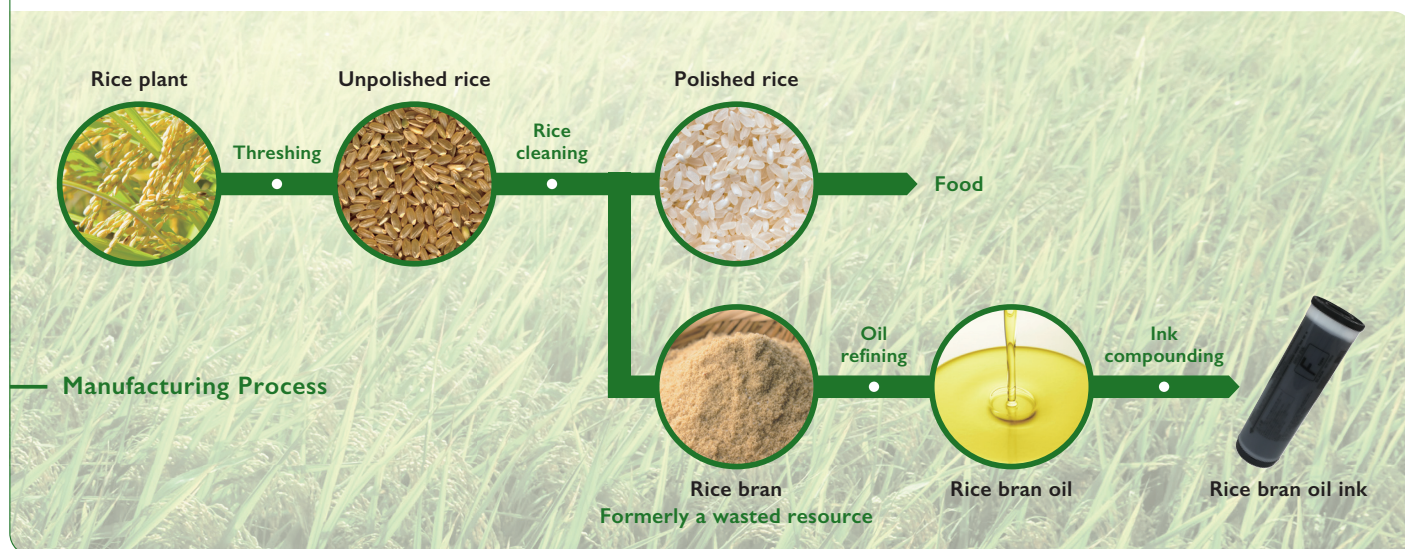 Rice plant
Unpolished rice
Polished rice
Threshing
Rice
cleaning
Food
Oil
refining
Ink
compounding
Manufacturing Process
Rice bran
Rice bran oil
Rice bran oil ink
Formerly a wasted resource